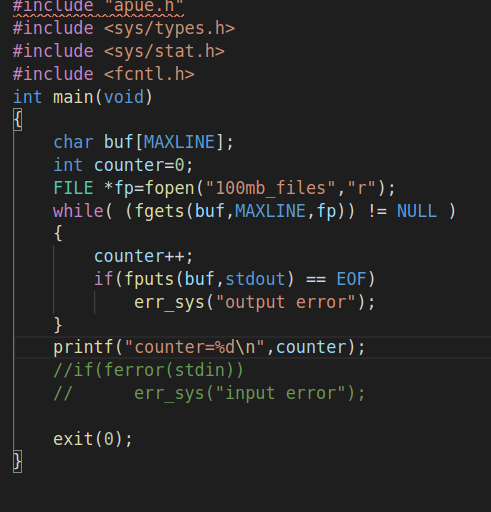 #include "apue.h"
#include <sys/types.h>
#include <sys/stat.h>
#include <fcntl.h>
int main(void)
{
    char buf[MAXLINE];
    int counter=0;
    FILE *fp=fopen("100mb_files","r");
    while( (fgets(buf,MAXLINE,fp)) != NULL )
    {
        counter++;
        if(fputs(buf,stdout) == EOF)
            err_sys("output error");
    }
    printf("counter=%d\n",counter);
    //if(ferror(stdin))
    //      err_sys("input error");
    exit(0);
}